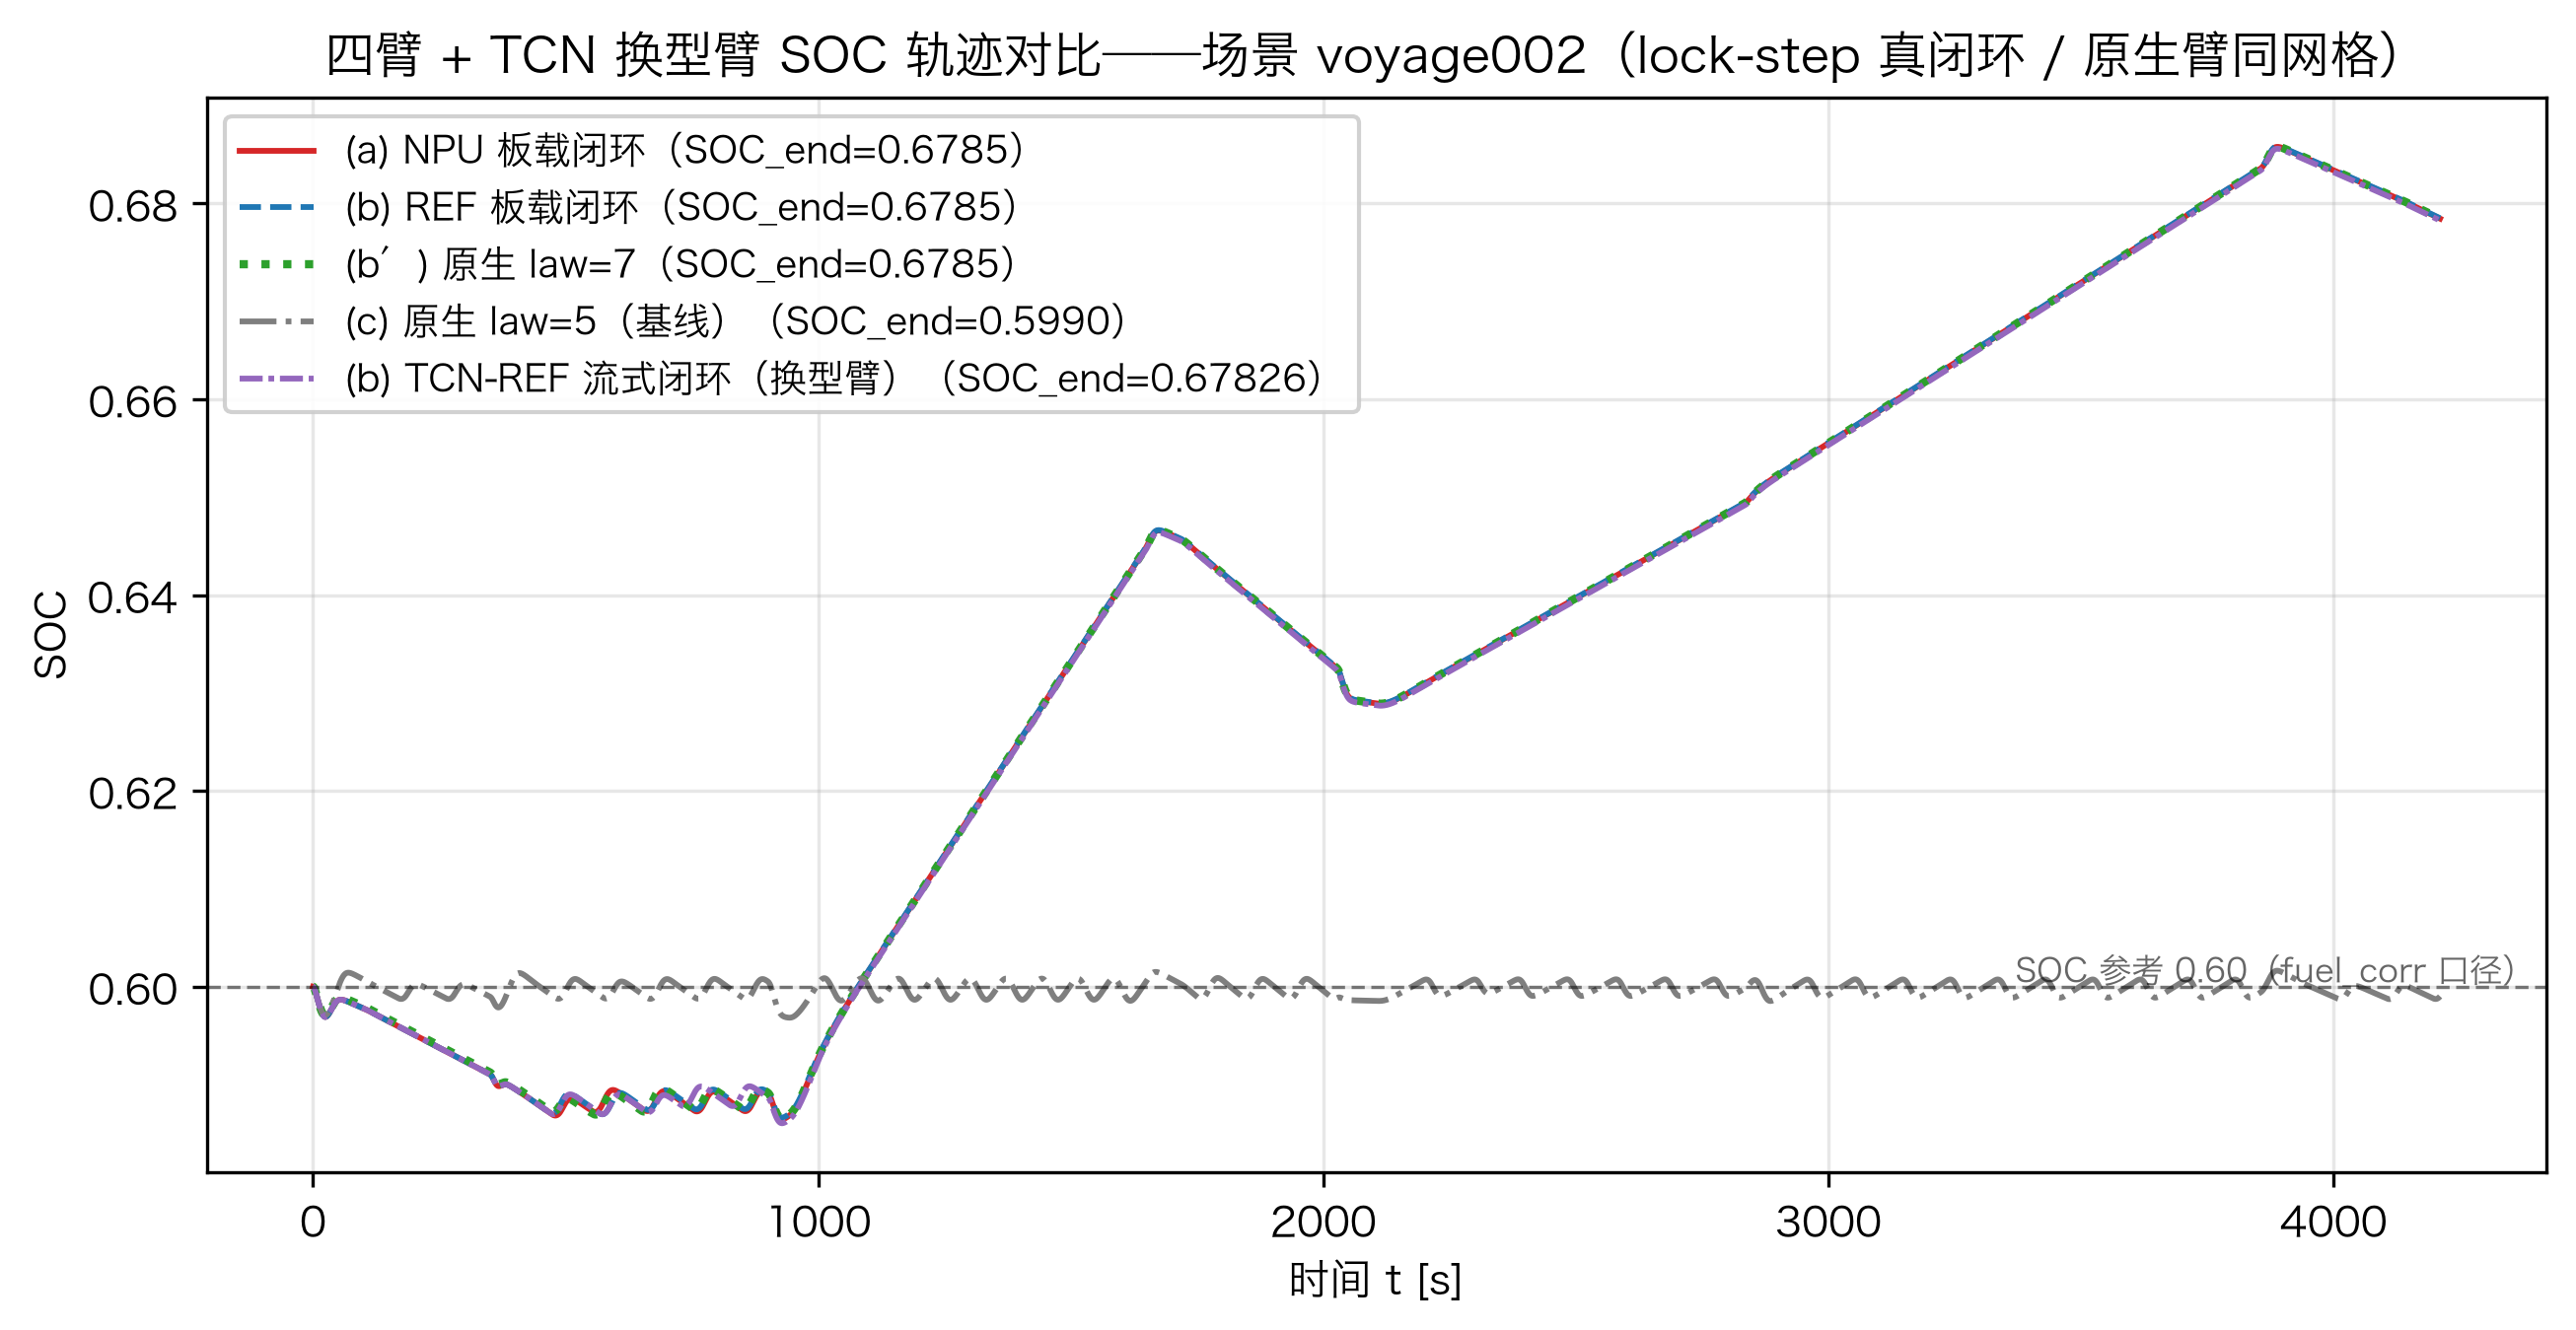 四臂 + TCN 换型臂 SOC 轨迹对比——场景 voyage002（lock-step 真闭环 / 原生臂同网格）
(a) NPU 板载闭环（SOC_end=0.6785）
(b) REF 板载闭环（SOC_end=0.6785）
(b′) 原生 law=7（SOC_end=0.6785）
(c) 原生 law=5（基线）（SOC_end=0.5990）
(b) TCN-REF 流式闭环（换型臂）（SOC_end=0.67826）
SOC
0.68
0.66
0.64
0.62
0.60
SOC 参考 0.60（fuel_corr 口径）
0
1000
2000
3000
4000
时间 t [s]